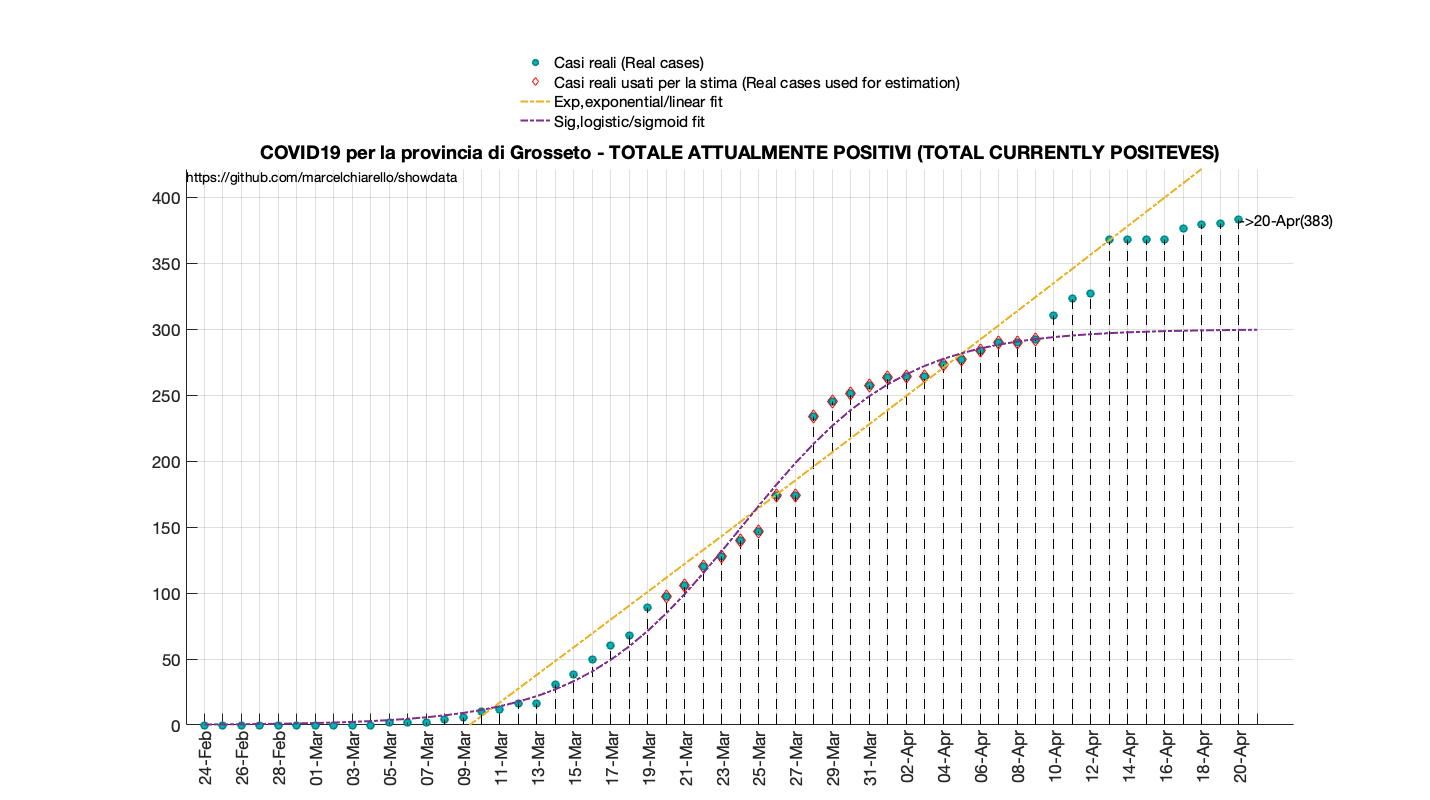 Casi reali (Real cases)
Casi reali usati per la stima (Real cases used for estimation)
Exp,exponential/linear fit
Sig,logistic/sigmoid fit
COVID19 per la provincia di Grosseto - TOTALE ATTUALMENTE POSITIVI (TOTAL CURRENTLY POSITEVES)
https://github.com/marcelchiarello/showdata
400
350
300
250
200
150
100
50
0
->20-Apr(383)
24-Feb
26-Feb
28-Feb
01-Mar
03-Mar
05-Mar
07-Mar
09-Mar
11-Mar
13-Mar
15-Mar
17-Mar
19-Mar
21-Mar
23-Mar
25-Mar
27-Mar
29-Mar
31-Mar
02-Apr
04-Apr
06-Apr
08-Apr
10-Apr
12-Apr
14-Apr
16-Apr
18-Apr
20-Apr